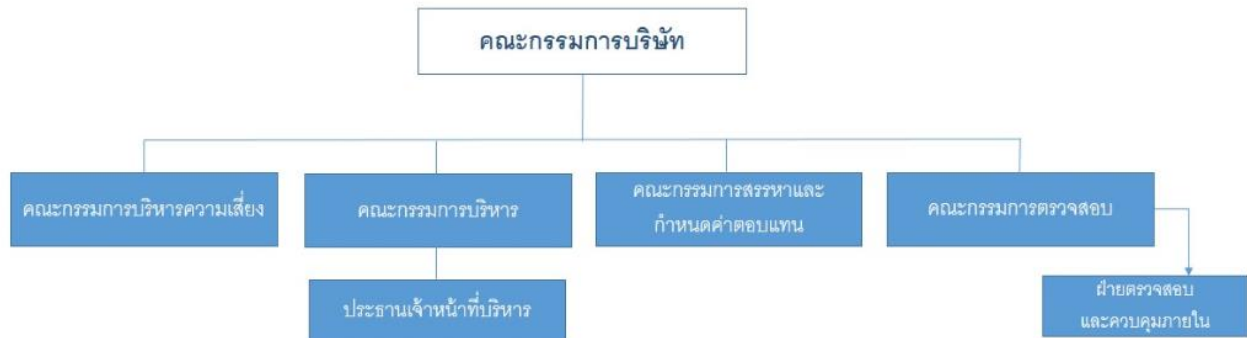 คณะกรรมการบริษัท
คณะกรรมการบริหารความเสี่ยง
คณะกรรมการบริหาร
คณะกรรมการสรรหาและ
กำหนดค่าตอบแทน
คณะกรรมการตรวจสอบ
ประธานเจ้าหน้าที่บริหาร
ฝ่ายตรวจสอบ
และควบคุมภายใน